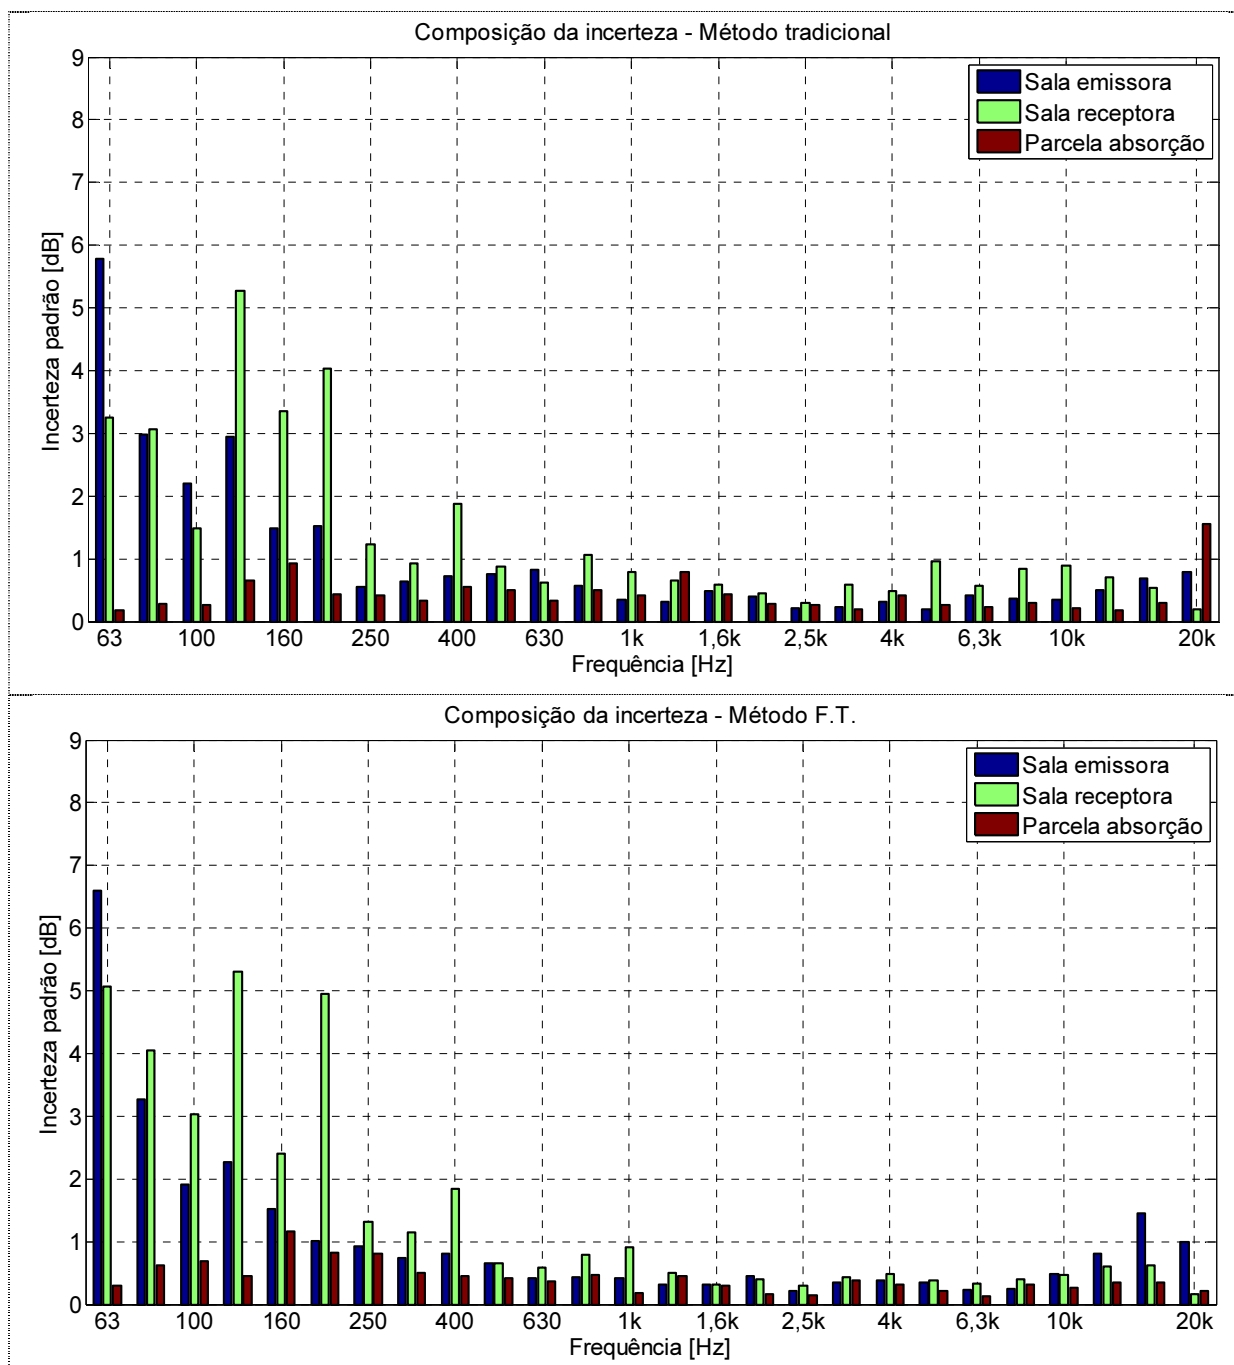 Composição da incerteza - Método tradicional
9
8
7
6
5
4
3
2
1
0
Incerteza padrão [dB]
Sala emissora
Sala receptora
Parcela absorção
63 100 160 250 400 630 1k 1,6k 2,5k 4k 6,3k 10k 20k
Frequência [Hz]
Composição da incerteza - Método F.T.
9
8
7
6
5
4
3
2
1
0
Incerteza padrão [dB]
Sala emissora
Sala receptora
Parcela absorção
63 100 160 250 400 630 1k 1,6k 2,5k 4k 6,3k 10k 20k
Frequência [Hz]